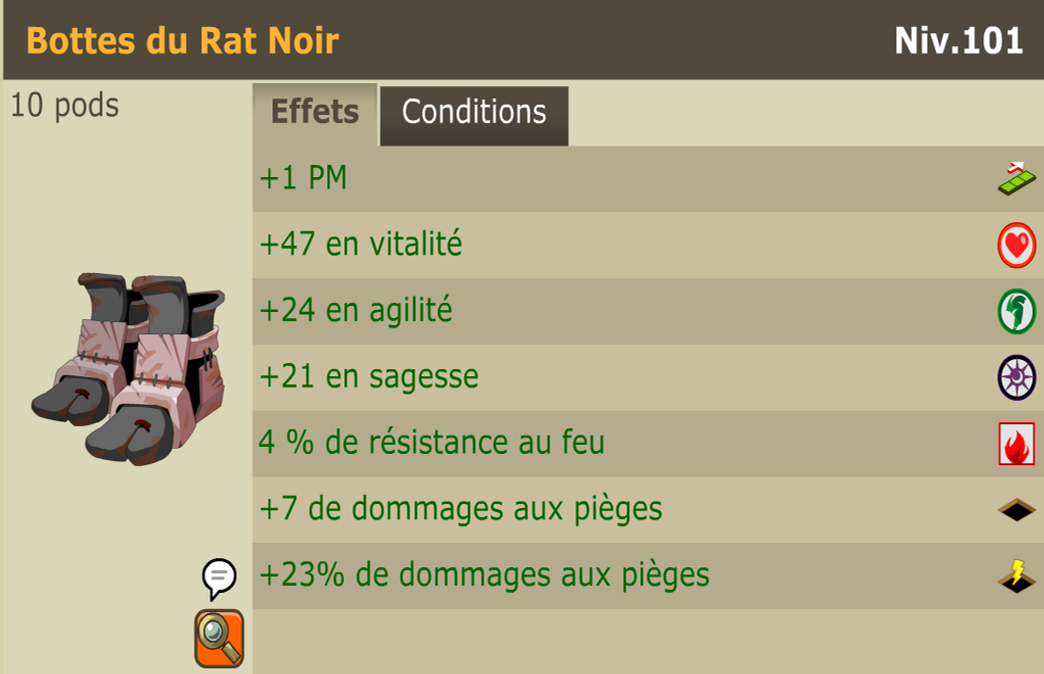 Bottes du Rat Noir
Niv.101
10 pods
Effets
Conditions
+1 PM
+47 en vitalité
+24 en agilité
+21 en sagesse
4 % de résistance au feu
+7 de dommages aux pièges
+23% de dommages aux pièges